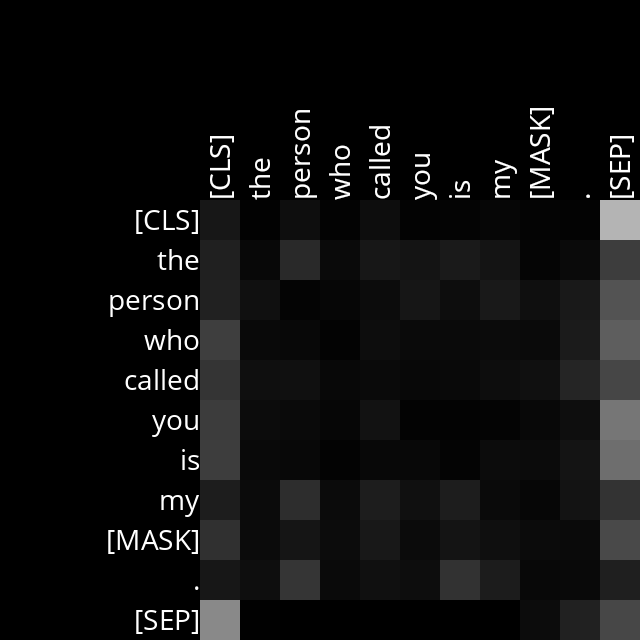 [CLS] the person who called you is my [MASK] . [SEP]
[CLS]
the
person
who
called
you
is
my
[MASK]
.
[SEP]